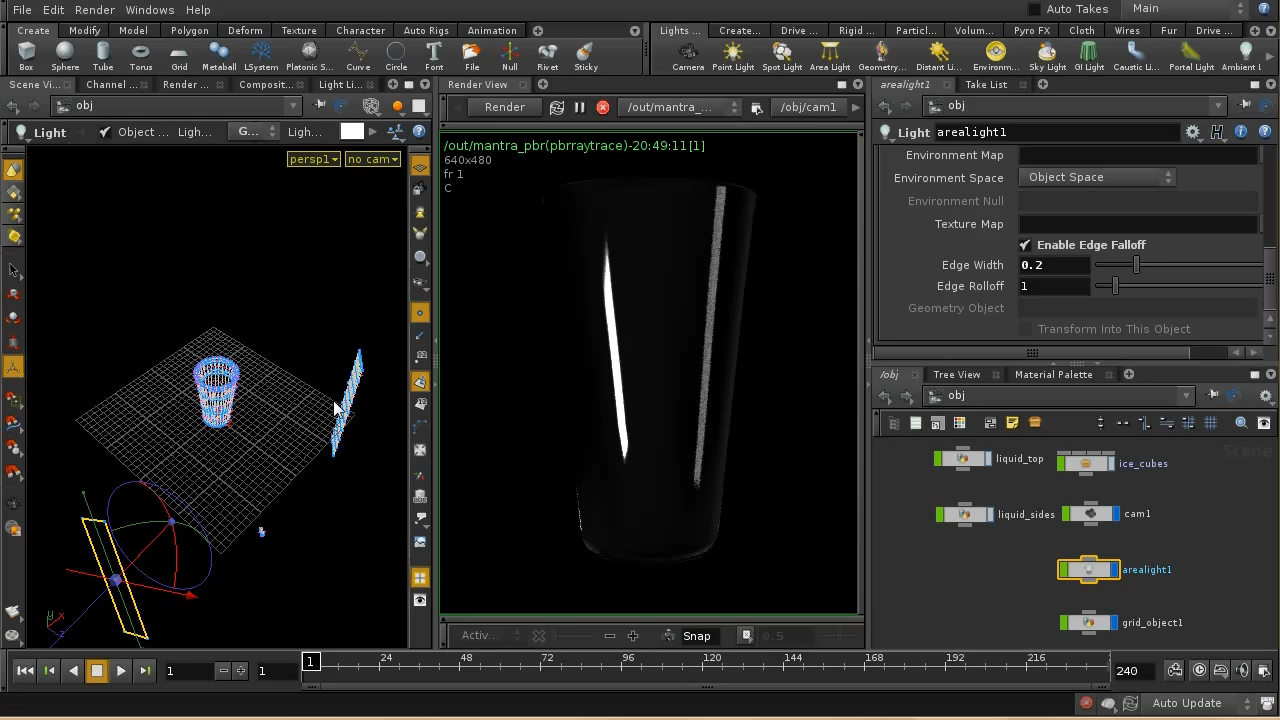 File Edit Render Windows Help Auto Takes Main
Create Modify Model Polygon Deform Texture Character Auto Rigs Animation Lights ... Create... Drive ... Rigid ... Particl... Volum... Pyro FX Cloth Wires Fur Drive ...
Box Sphere Tube Torus Grid Metaball LSystem Platonic S... Curve Circle Font File Null Rivet Sticky Camera Point Light Spot Light Area Light Geometry... Distant Li... Environm... Sky Light GI Light Caustic Li... Portal Light Ambient l
Scene Vi... Channel ... Render ... Composit... Light Li... Render View arealight1 Take List
obj Render /out/mantra_... /obj/cam1 obj
Light Object ... Ligh... G... Ligh... Light arealight1
/out/mantra_pbr(pbrraytrace)-20:49:11[1]
640x480
fr 1
C
persp1 no cam
Environment Map
Environment Space Object Space
Environment Null
Texture Map
Enable Edge Falloff
Edge Width 0.2
Edge Rolloff 1
Geometry Object
Transform Into This Object
/obj Tree View Material Palette
obj
Scene
liquid_top ice_cubes
liquid_sides cam1
arealight1
grid_object1
Activ... Snap 0.5
1 1 1 24 48 72 96 120 144 168 192 216 240
Auto Update